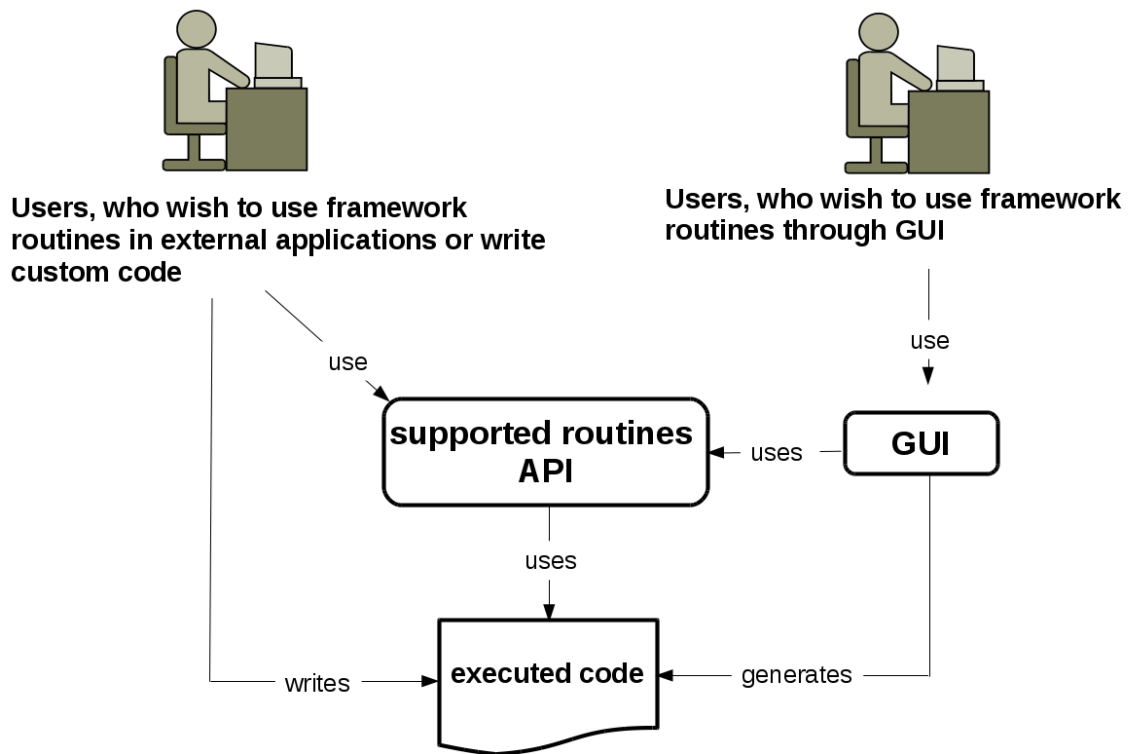 Users, who wish to use framework
routines in external applications or write
custom code
Users, who wish to use framework
routines through GUI
use
use
supported routines
API
uses
GUI
uses
executed code
writes
generates